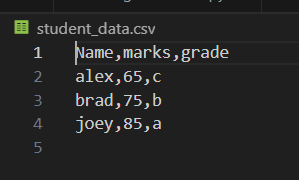 student_data.csv
1 Name,marks,grade
2 alex,65,c
3 brad,75,b
4 joey,85,a
5